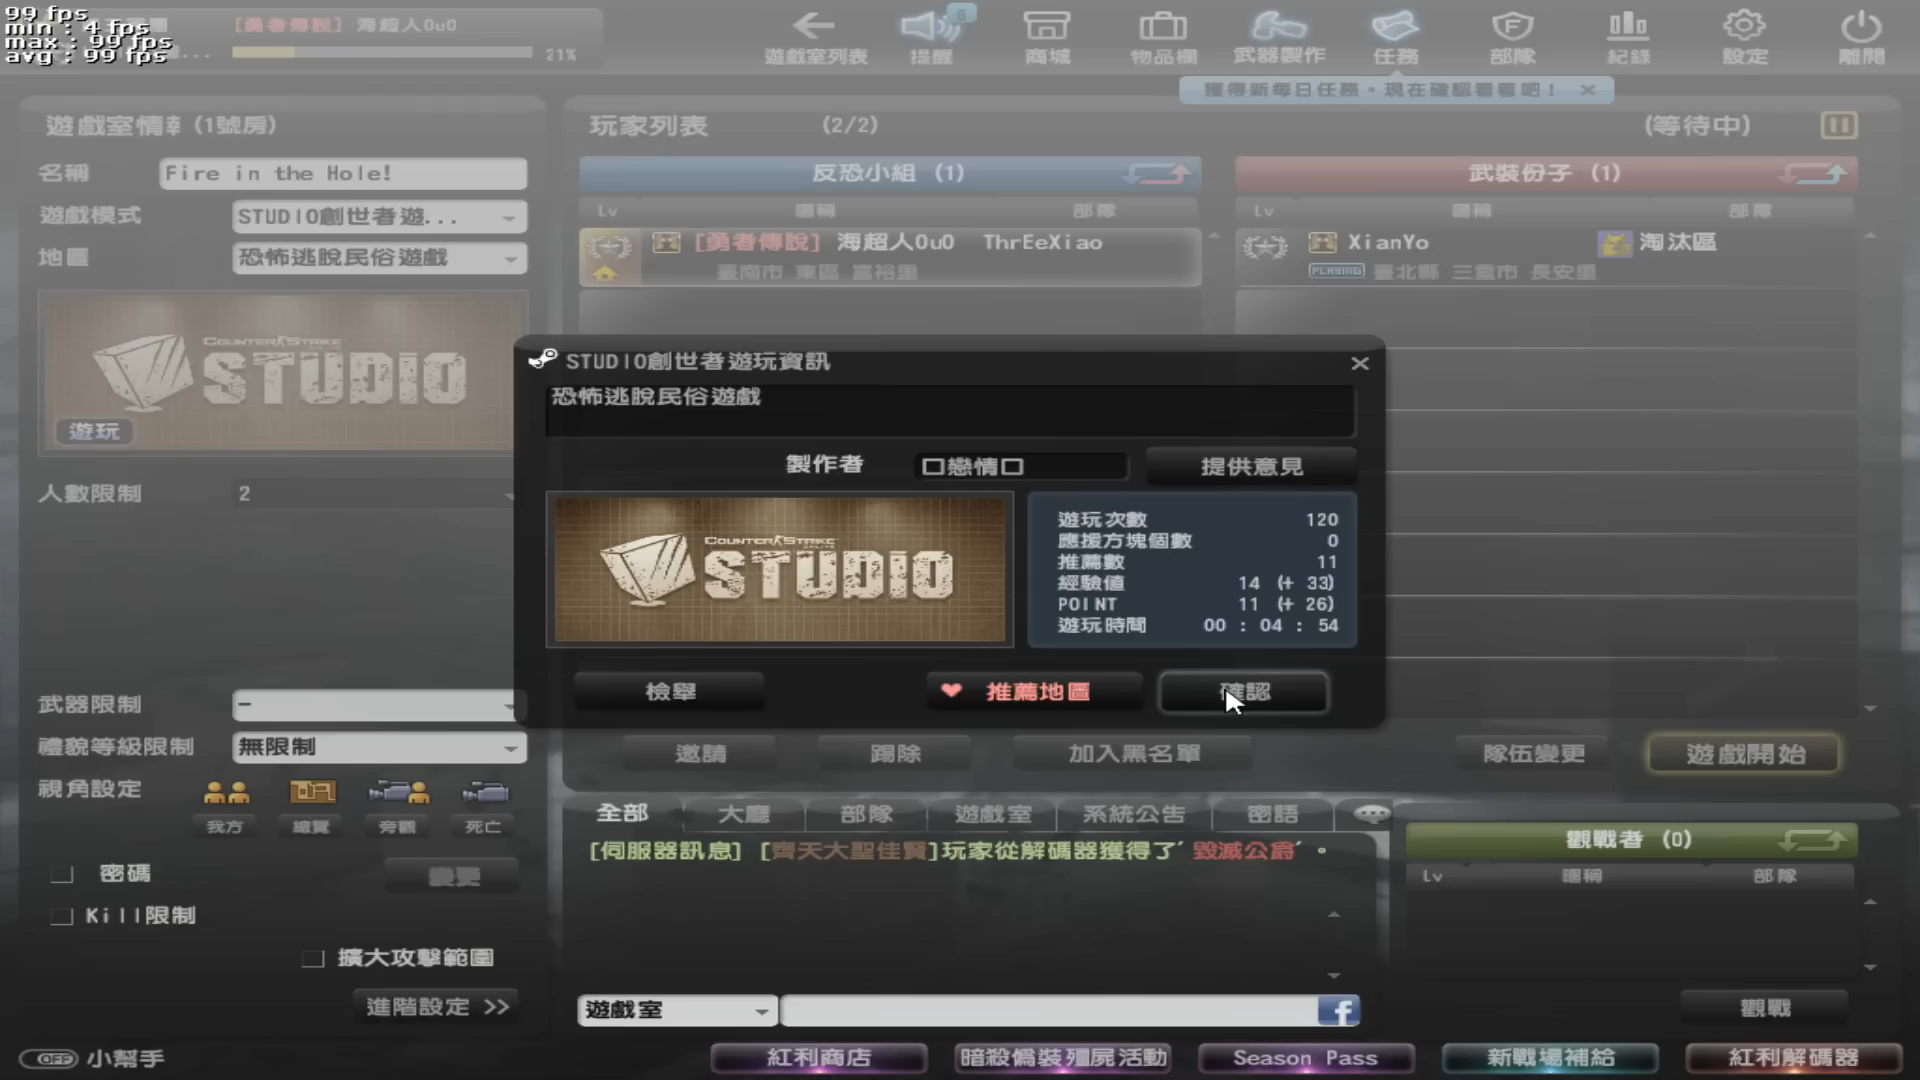 99 fps
min : 4 fps
max : 99 fps
avg : 99 fps
[勇者傳說] 海超人OuO
21%
遊戲室列表
提醒
6
商城
物品欄
武器製作
任務
部隊
紀錄
設定
離開
獲得新每日任務。現在確認看看吧！
遊戲室情 (1號房)
名稱
Fire in the Hole!
遊戲模式
STUDIO創世者遊...
地圖
恐怖逃脫民俗遊戲
COUNTER STRIKE
STUDIO
遊玩
人數限制
2
武器限制
-
禮貌等級限制
無限制
視角設定
我方
總覽
旁觀
死亡
密碼
變更
Kill限制
擴大攻擊範圍
進階設定 >>
OFF 小幫手
玩家列表 (2/2)
(等待中)
反恐小組 (1)
Lv 暱稱 部隊
[勇者傳說] 海超人OuO ThrEeXiao
臺南市 東區 富裕里
武裝份子 (1)
Lv 暱稱 部隊
XianYo 淘汰區
PLAYING 臺北縣 三重市 長安里
STUDIO創世者遊玩資訊
恐怖逃脫民俗遊戲
製作者 口戀情口 提供意見
COUNTER STRIKE ONLINE
STUDIO
遊玩次數 120
應援方塊個數 0
推薦數 11
經驗值 14 (+ 33)
POINT 11 (+ 26)
遊玩時間 00 : 04 : 54
檢舉
推薦地圖
確認
邀請
踢除
加入黑名單
隊伍變更
遊戲開始
全部
大廳
部隊
遊戲室
系統公告
密語
[伺服器訊息] [齊天大聖佳賢]玩家從解碼器獲得了'毀滅公爵'。
觀戰者 (0)
Lv 暱稱 部隊
遊戲室
f
觀戰
紅利商店
暗殺偽裝殭屍活動
Season Pass
新戰場補給
紅利解碼器